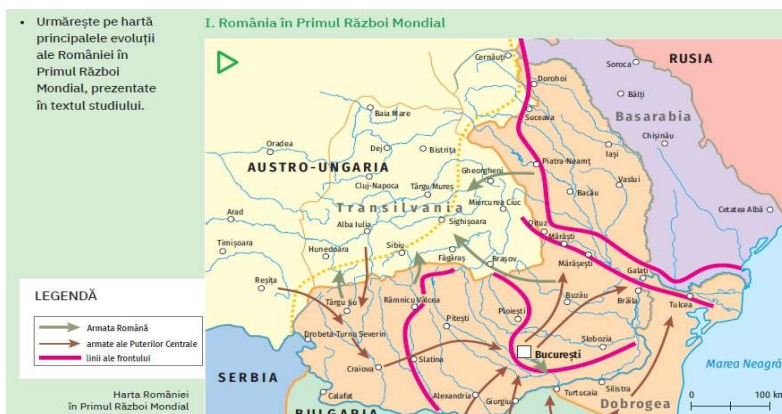 • Urmărește pe hartă
principalele evoluții
ale României în
Primul Război
Mondial, prezentate
în textul studiului.
I. România în Primul Război Mondial
Cernăuți
Soroca
RUSIA
Dorohoi
Bălți
Baia Mare
Suceava
Basarabia
Oradea
Dej
Bistrița
Chișinău
Iași
AUSTRO-UNGARIA
Piatra-Neamț
Gheorgheni
Cluj-Napoca
Târgu Mureș
Vaslui
Bacău
Miercurea Ciuc
Transilvania
Cetatea Albă
Arad
Sighișoara
Oituz
Alba Iulia
Mărăști
Timișoara
Hunedoara
Sibiu
Făgăraș
Brașov
Mărășești
Galați
Reșița
Târgu Jiu
Râmnicu Vâlcea
Buzău
Brăila
Tulcea
Ploiești
Pitești
Drobeta-Turnu Severin
Slobozia
București
Slatina
Craiova
Marea Neagră
SERBIA
Silistra
Calafat
Alexandria
Giurgiu
Turtucaia
Dobrogea
BULGARIA
0 100 k
LEGENDĂ
Armata Română
armate ale Puterilor Centrale
linii ale frontului
Harta României
în Primul Război Mondial